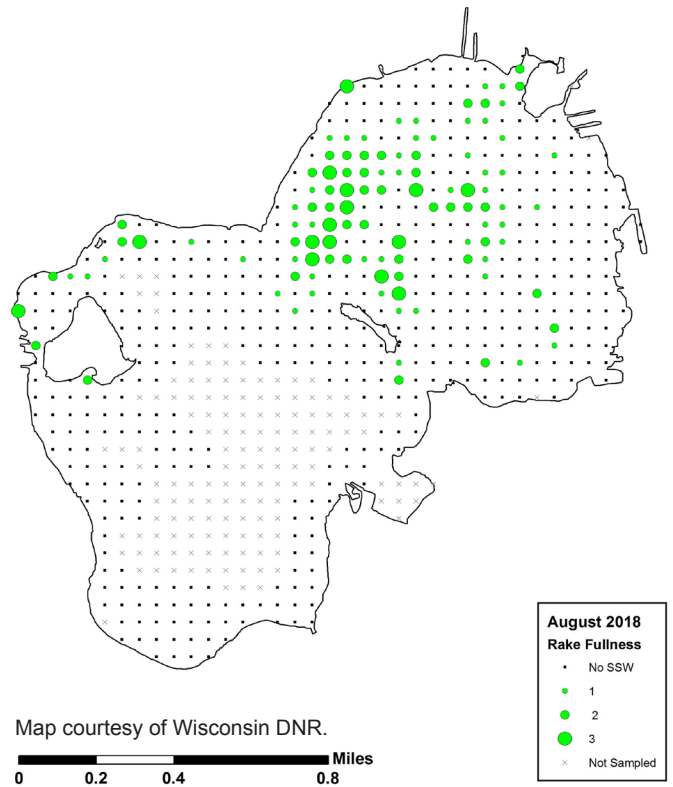 August 2018
Rake Fullness
No SSW
1
2
3
Not Sampled
Map courtesy of Wisconsin DNR.
Miles
0 0.2 0.4 0.8